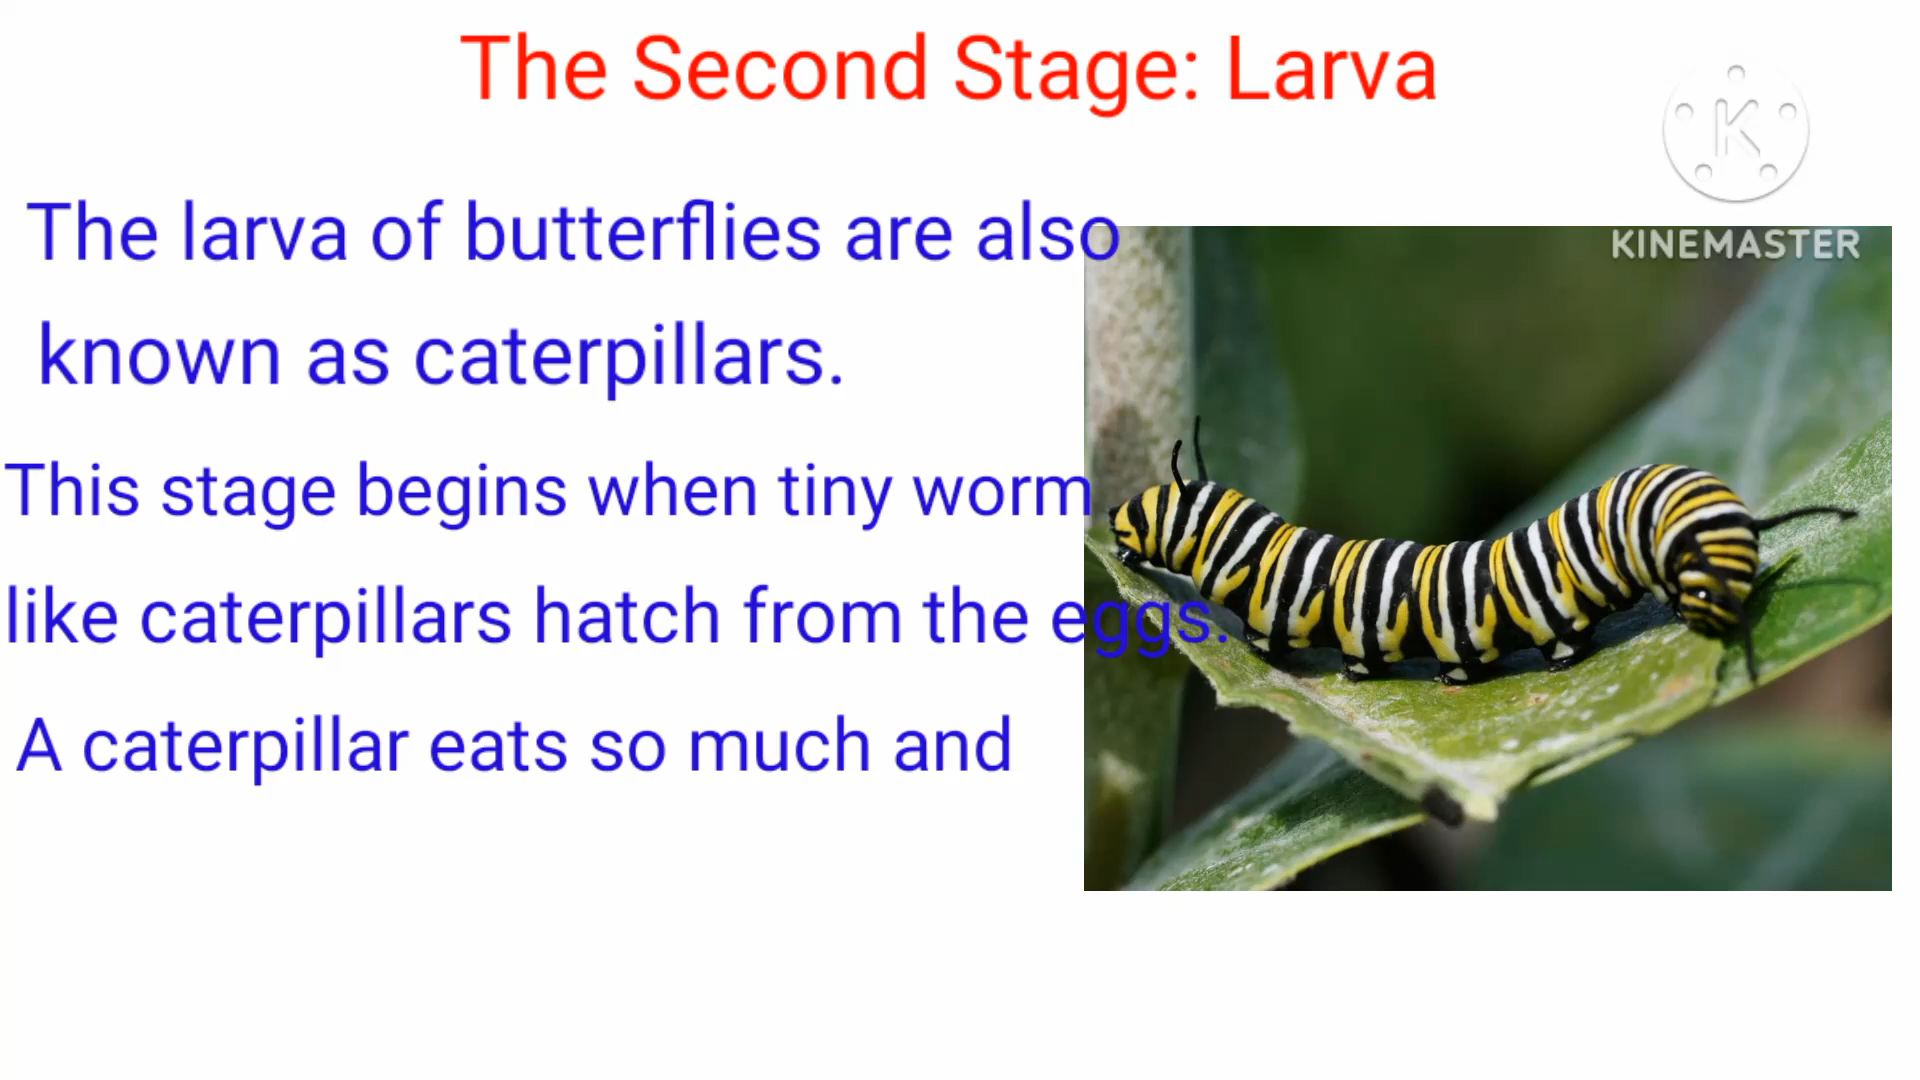 The Second Stage: Larva
K
KINEMASTER
The larva of butterflies are also
known as caterpillars.
This stage begins when tiny worm
like caterpillars hatch from the eggs.
A caterpillar eats so much and